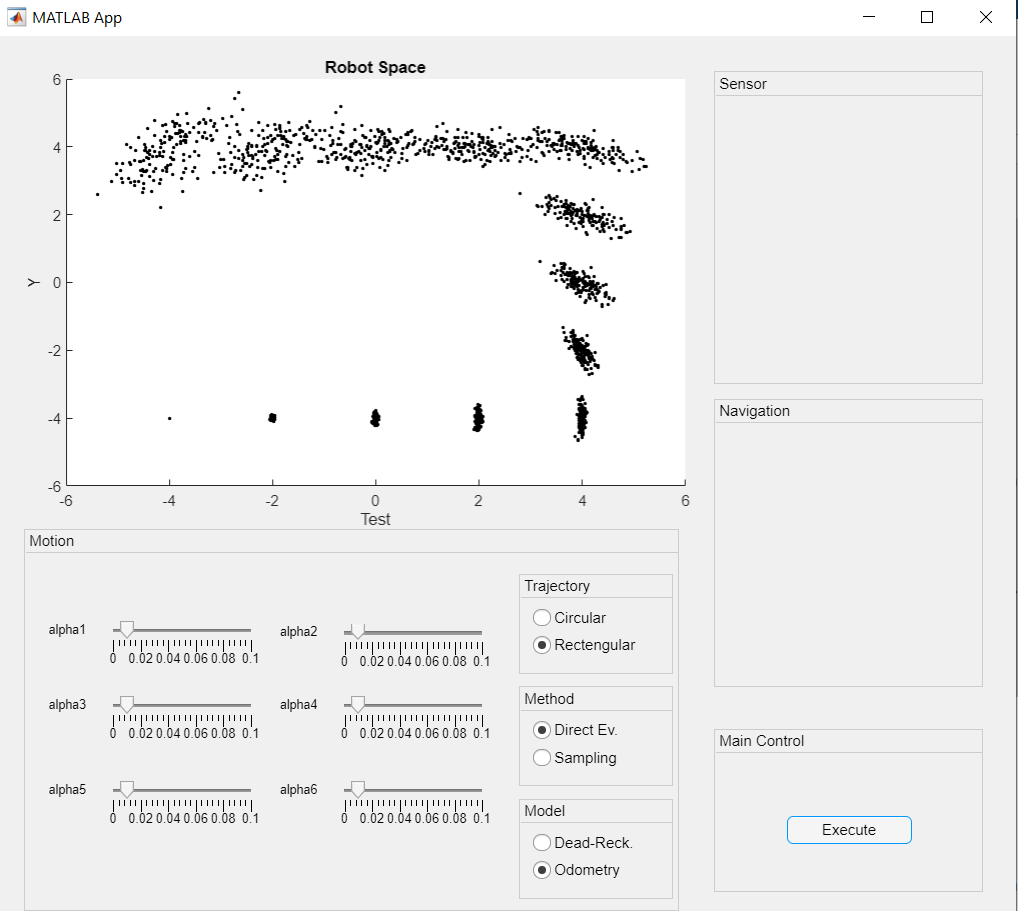 MATLAB App
Robot Space
6
4
2
0
-2
-4
-6
Y
-6 -4 -2 0 2 4 6
Test
Sensor
Navigation
Motion
alpha1
0 0.02 0.04 0.06 0.08 0.1
alpha2
0 0.02 0.04 0.06 0.08 0.1
alpha3
0 0.02 0.04 0.06 0.08 0.1
alpha4
0 0.02 0.04 0.06 0.08 0.1
alpha5
0 0.02 0.04 0.06 0.08 0.1
alpha6
0 0.02 0.04 0.06 0.08 0.1
Trajectory
Circular
Rectengular
Method
Direct Ev.
Sampling
Model
Dead-Reck.
Odometry
Main Control
Execute